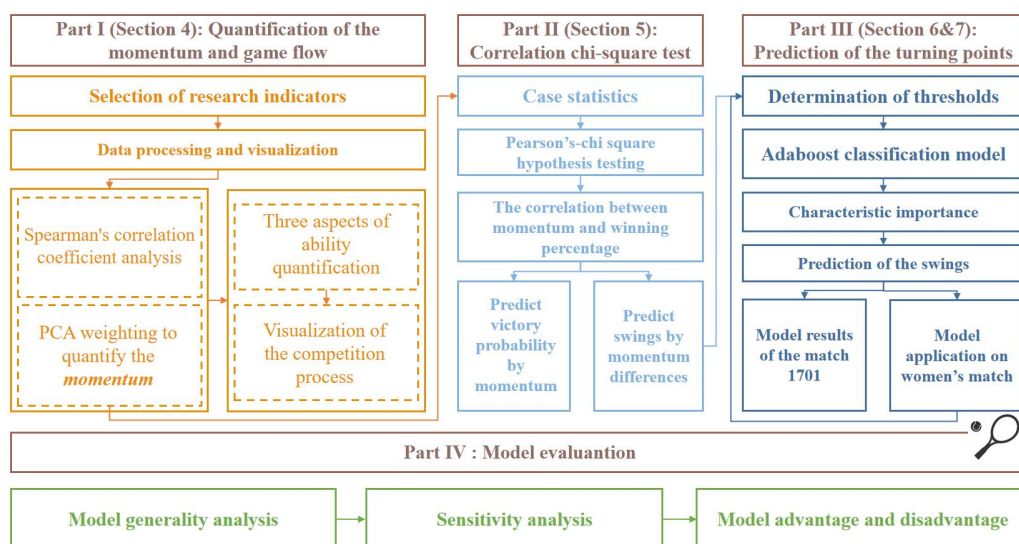 Part I (Section 4): Quantification of the
momentum and game flow
Selection of research indicators
Data processing and visualization
Spearman's correlation
coefficient analysis
PCA weighting to
quantify the
momentum
Three aspects of
ability
quantification
Visualization of
the competition
process
Part II (Section 5):
Correlation chi-square test
Case statistics
Pearson's-chi square
hypothesis testing
The correlation between
momentum and winning
percentage
Predict
victory
probability
by
momentum
Predict
swings by
momentum
differences
Part III (Section 6&7):
Prediction of the turning points
Determination of thresholds
Adaboost classification model
Characteristic importance
Prediction of the swings
Model results
of the match
1701
Model
application on
women's match
Part IV : Model evaluantion
Model generality analysis
Sensitivity analysis
Model advantage and disadvantage